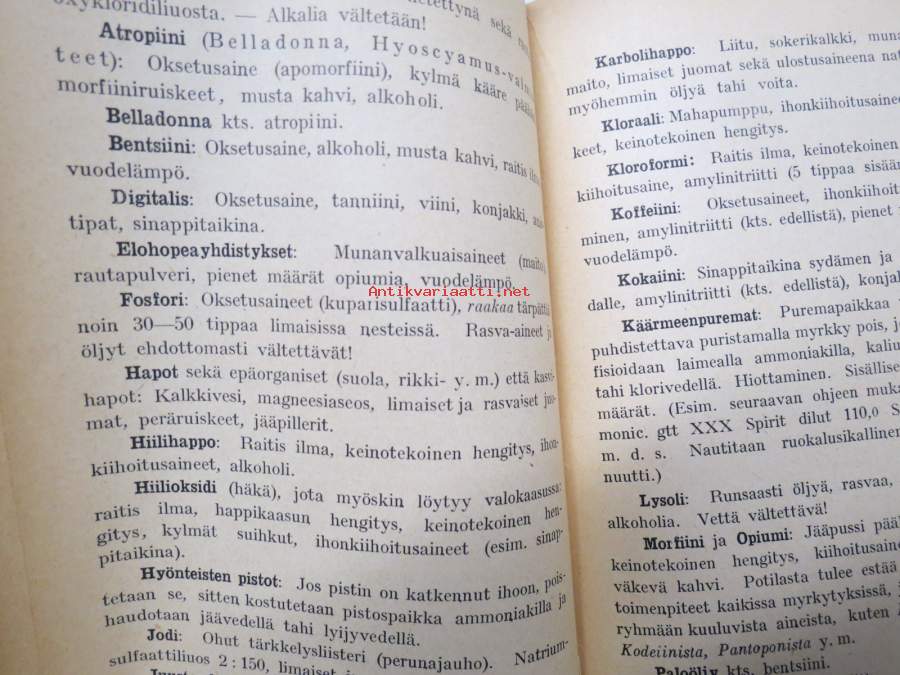 oxykloridiliuosta. — Alkalia vältetään!
Atropiini (Belladonna, Hyoscyamus-valmis-
teet): Oksetusaine (apomorfiini), kylmä kääre
morfiiniruiskeet, musta kahvi, alkoholi.
Belladonna kts. atropiini.
Bentsiini: Oksetusaine, alkoholi, musta kahvi, raitis
vuodelämpö.
Digitalis: Oksetusaine, tanniini, viini, konjakki,
tipat, sinappitaikina.
Elohopeayhdistykset: Munanvalkuaisaineet (maito),
rautapulveri, pienet määrät opiumia, vuodelämpö.
Fosfori: Oksetusaineet (kuparisulfaatti), raakaa tärpättiä
noin 30—50 tippaa limaisissa nesteissä. Rasva-aineet ja
öljyt ehdottomasti vältettävät!
Hapot sekä epäorganiset (suola, rikki- y. m.) että kasvi-
hapot: Kalkkivesi, magneesiaseos, limaiset ja rasvaiset juo-
mat, peräruiskeet, jääpillerit.
Hiilihappo: Raitis ilma, keinotekoinen hengitys, ihon-
kiihoitusaineet, alkoholi.
Hiilioksidi (häkä), jota myöskin löytyy valokaasussa:
raitis ilma, happikaasun hengitys, keinotekoinen hen-
gitys, kylmät suihkut, ihonkiihoitusaineet (esim. sinap-
pitaikina).
Hyönteisten pistot: Jos pistin on katkennut ihoon, pois-
tetaan se, sitten kostutetaan pistospaikka ammoniakilla ja
haudotaan jäävedellä tahi lyijyvedellä.
Jodi: Ohut tärkkelysliisteri (perunajauho). Natrium-
sulfaattiliuos 2 : 150, limaiset
Karbolihappo: Liitu, sokerikalkki,
maito, limaiset juomat sekä ulostusaineena
myöhemmin öljyä tahi voita.
Kloraali: Mahapumppu, ihonkiihoitusaineet
keet, keinotekoinen hengitys.
Kloroformi: Raitis ilma, keinotekoinen
kiihoitusaine, amylinitriitti (5 tippaa
Koffeiini: Oksetusaineet,
minen, amylinitriitti (kts. edellistä), pienet
vuodelämpö.
Kokaiini: Sinappitaikina sydämen ja
dalle, amylinitriitti (kts. edellistä),
Käärmeenpuremat: Puremapaikkaa
puhdistettava puristamalla myrkky pois,
fisioidaan laimealla ammoniakilla,
tahi klorivedellä. Hiottaminen.
määrät. (Esim. seuraavan ohjeen
monic. gtt XXX Spirit dilut 110,0
m. d. s. Nautitaan ruokalusikallinen
nuutti.)
Lysoli: Runsaasti öljyä, rasvaa,
alkoholia. Vettä vältettävä!
Morfiini ja Opiumi: Jääpussi
keinotekoinen hengitys,
väkevä kahvi. Potilasta tulee estää
toimenpiteet kaikissa myrkytyksissä,
ryhmään kuuluvista aineista, kuten
Kodeiinista, Pantoponista y. m.
Paloöljy kts. bentsiini.
Antikvariaatti.net